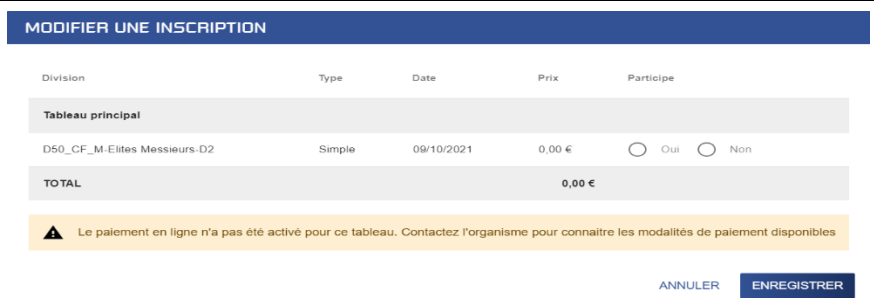 MODIFIER UNE INSCRIPTION
Division Type Date Prix Participe
Tableau principal
D50_CF_M-Elites Messieurs-D2 Simple 09/10/2021 0,00 € Oui Non
TOTAL 0,00 €
Le paiement en ligne n'a pas été activé pour ce tableau. Contactez l'organisme pour connaitre les modalités de paiement disponibles
ANNULER ENREGISTRER